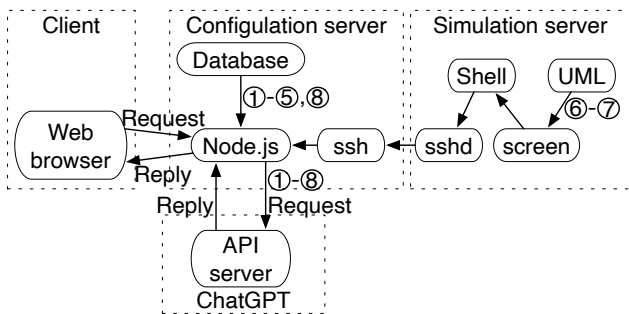 Client
Configulation server
Simulation server
Database
Shell
UML
①-⑤,⑧
⑥-⑦
Request
Web
browser
Node.js
ssh
sshd
screen
Reply
①-⑧
Reply
Request
API
server
ChatGPT